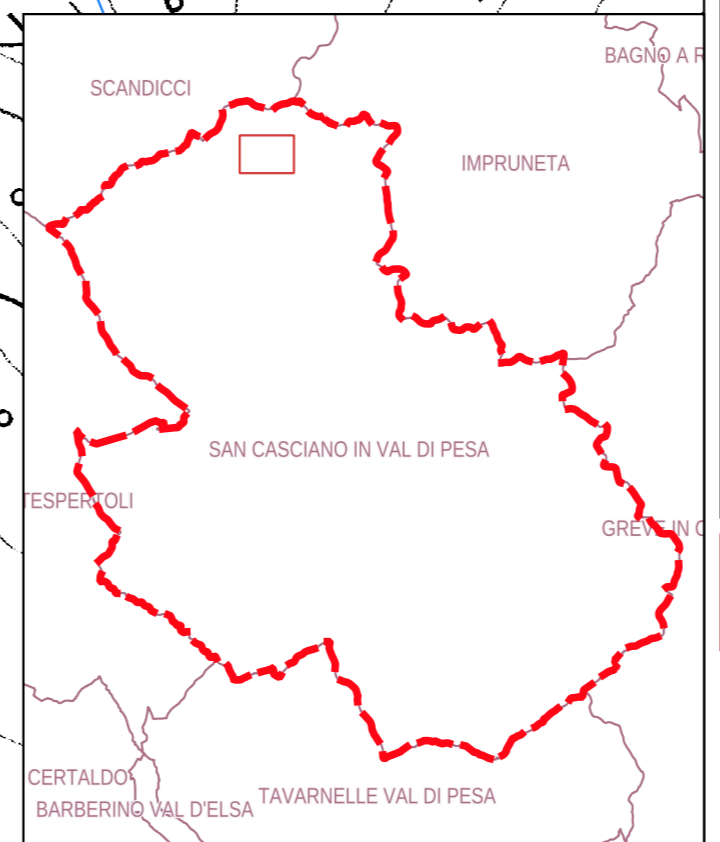 BAGNO A R
SCANDICCI
IMPRUNETA
SAN CASCIANO IN VAL DI PESA
TESPERTOLI
GREVE IN C
CERTALDO
TAVARNELLE VAL DI PESA
BARBERINO VAL D'ELSA